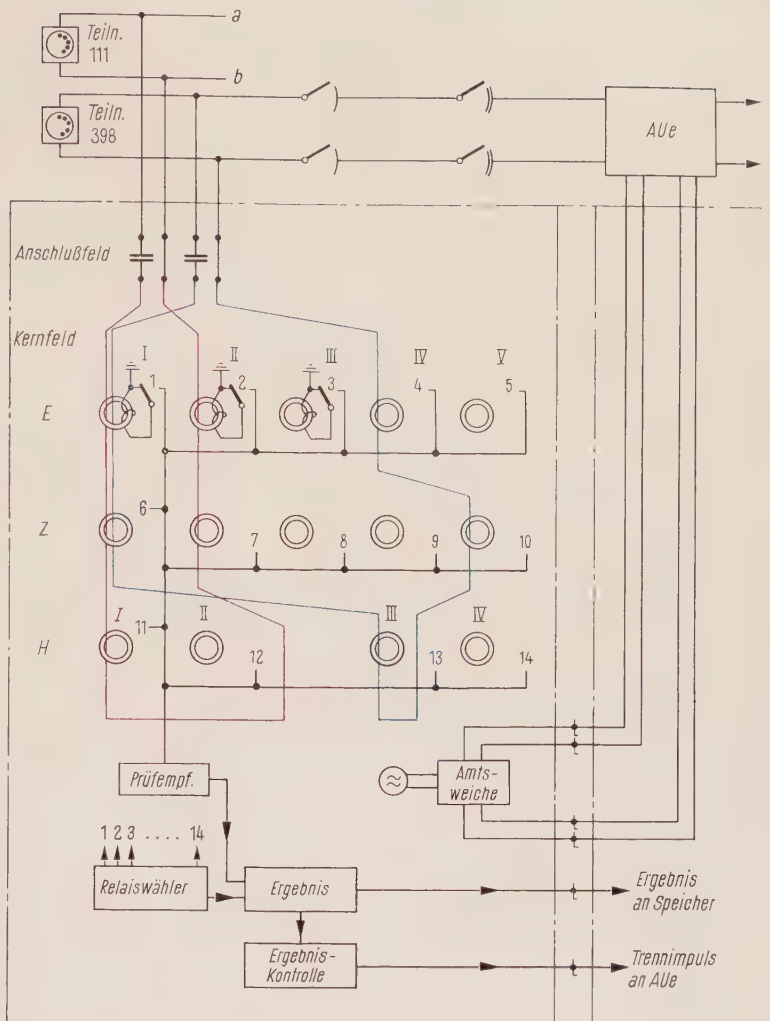 Teiln.
111
a
b
Teiln.
398
AUe
Anschlußfeld
Kernfeld
I II III IV V
E 1 2 3 4 5
6
Z 7 8 9 10
I II III IV
H 11 12 13 14
Prüfempf.
Amts-
weiche
1 2 3 .... 14
Relaiswähler
Ergebnis
Ergebnis
an Speicher
Ergebnis-
Kontrolle
Trennimpuls
an AUe